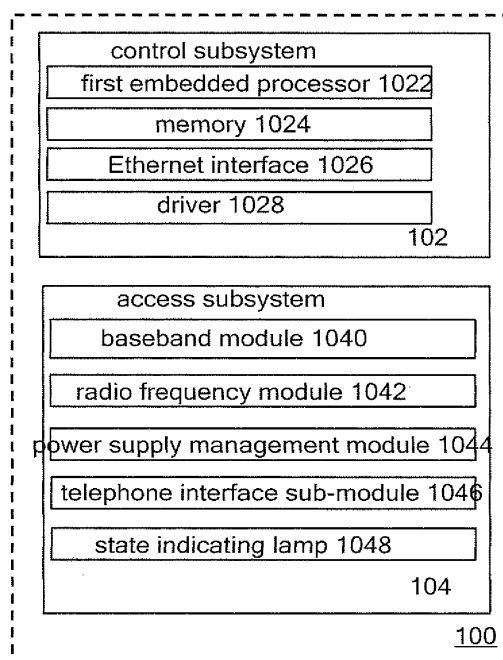 control subsystem
first embedded processor 1022
memory 1024
Ethernet interface 1026
driver 1028
102
access subsystem
baseband module 1040
radio frequency module 1042
power supply management module 1044
telephone interface sub-module 1046
state indicating lamp 1048
104
100